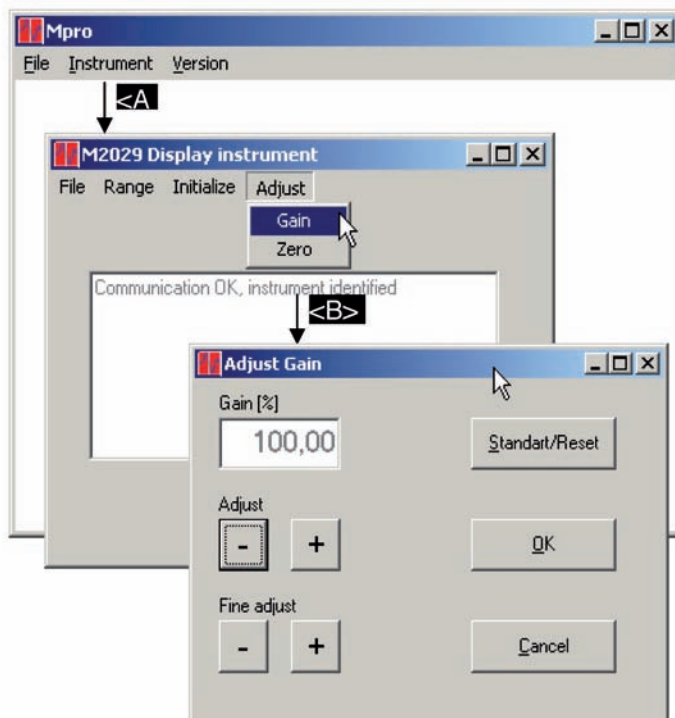 Mpro
File Instrument Version
<A
M2029 Display instrument
File Range Initialize Adjust
Gain
Zero
Communication OK, instrument identified
<B>
Adjust Gain
Gain [%]
100,00
Standart/Reset
Adjust
- +
OK
Fine adjust
- +
Cancel